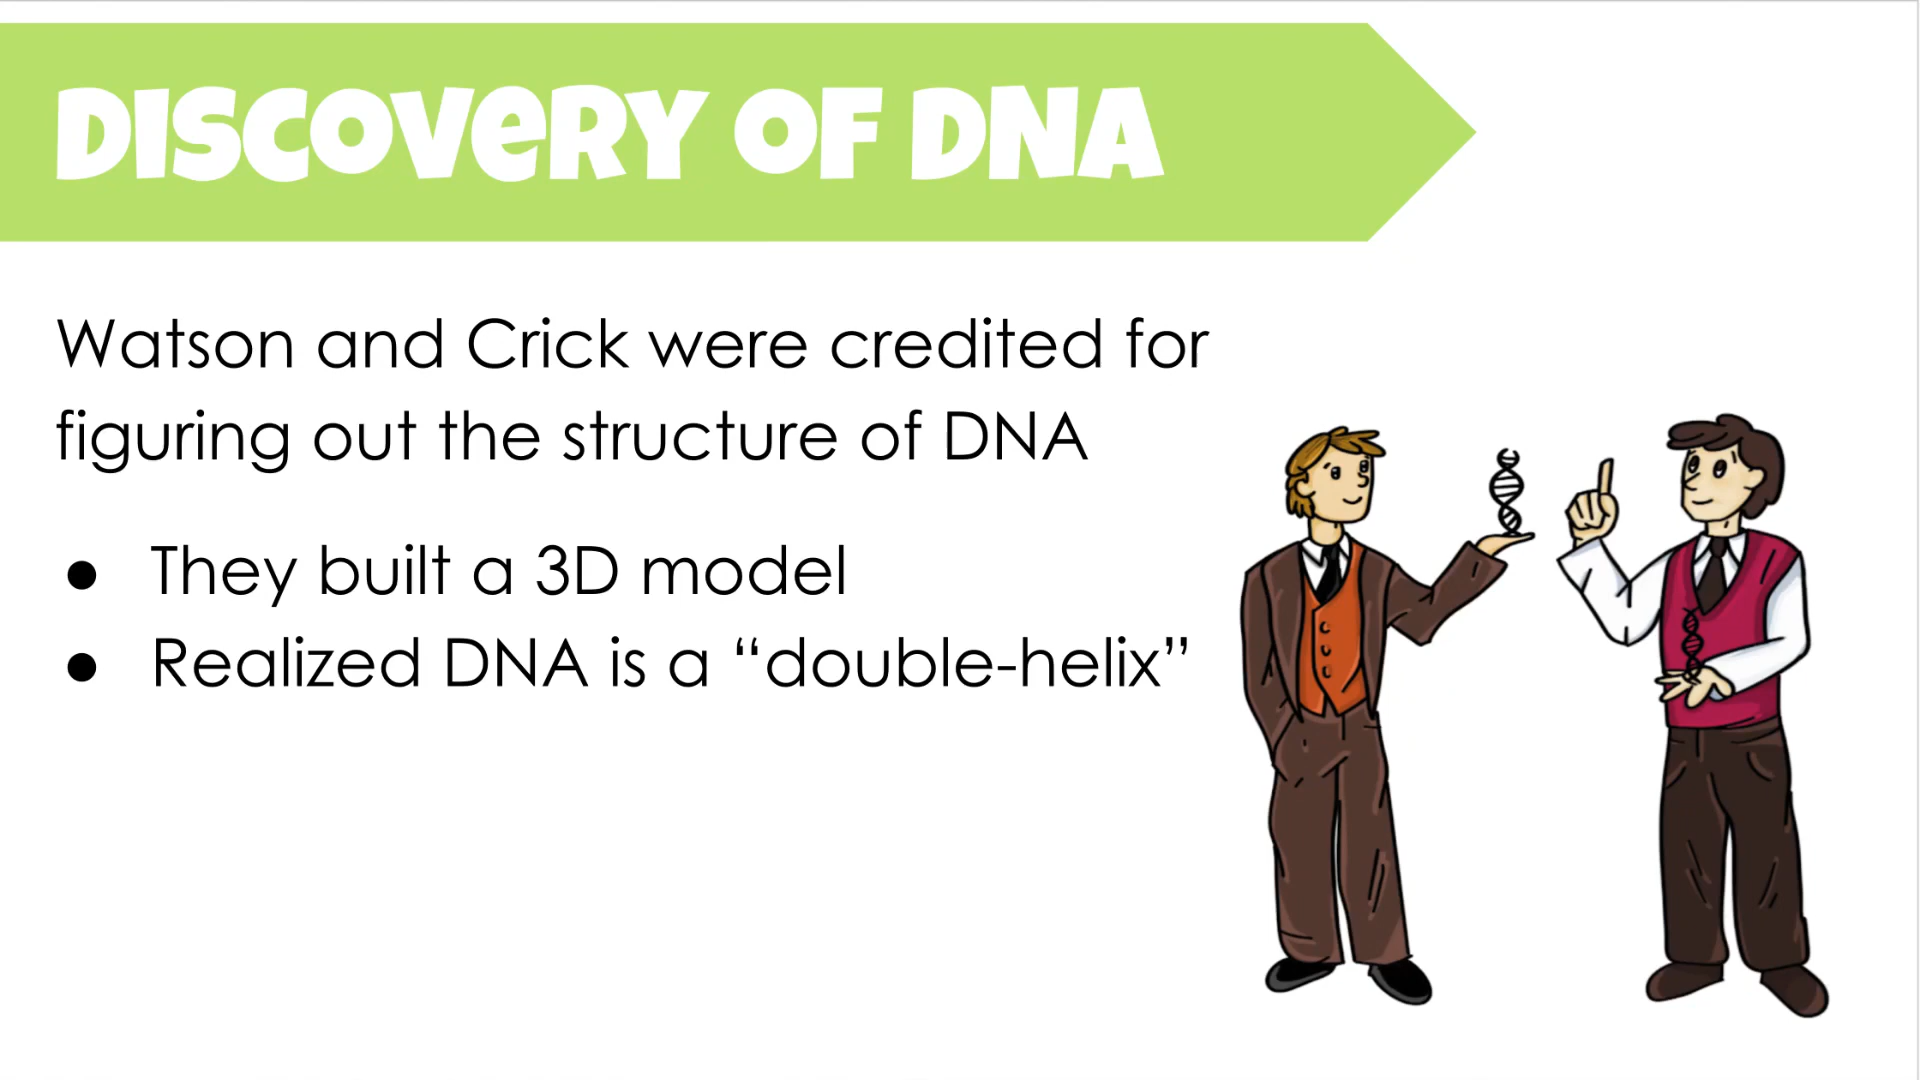 DISCOVERY OF DNA
Watson and Crick were credited for
figuring out the structure of DNA
● They built a 3D model
● Realized DNA is a “double-helix”